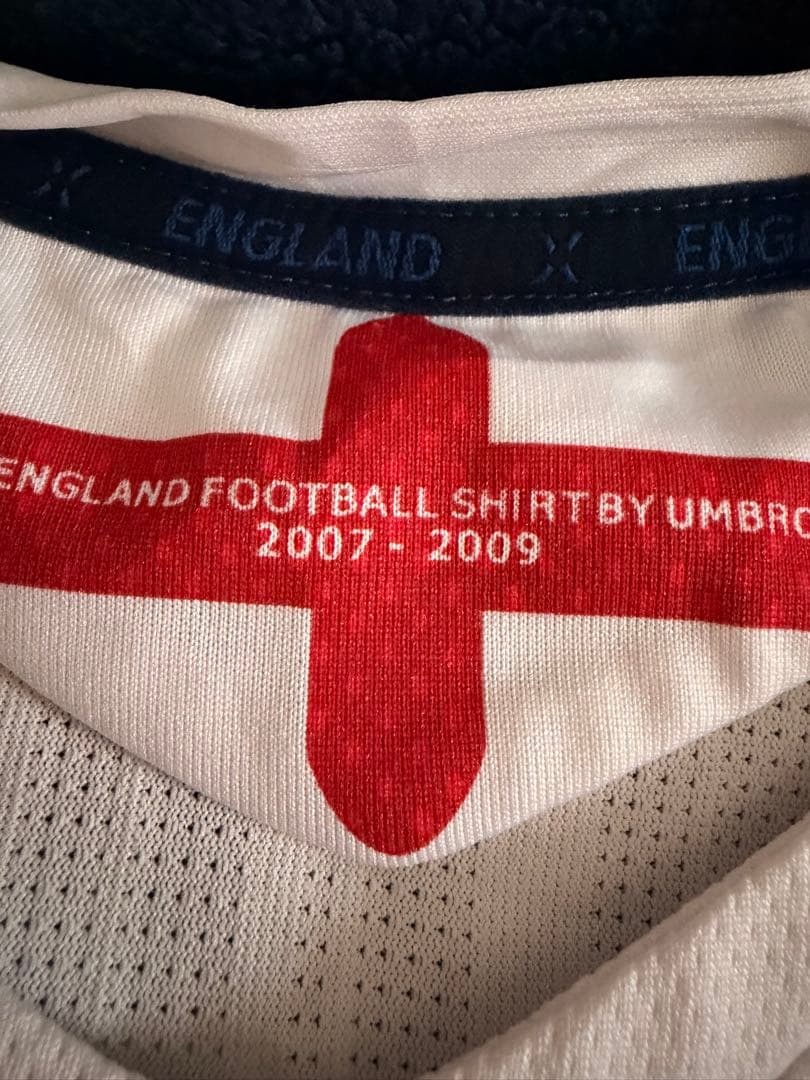 ENGLAND ENG
ENGLAND FOOTBALL SHIRT BY UMBRO
2007 - 2009